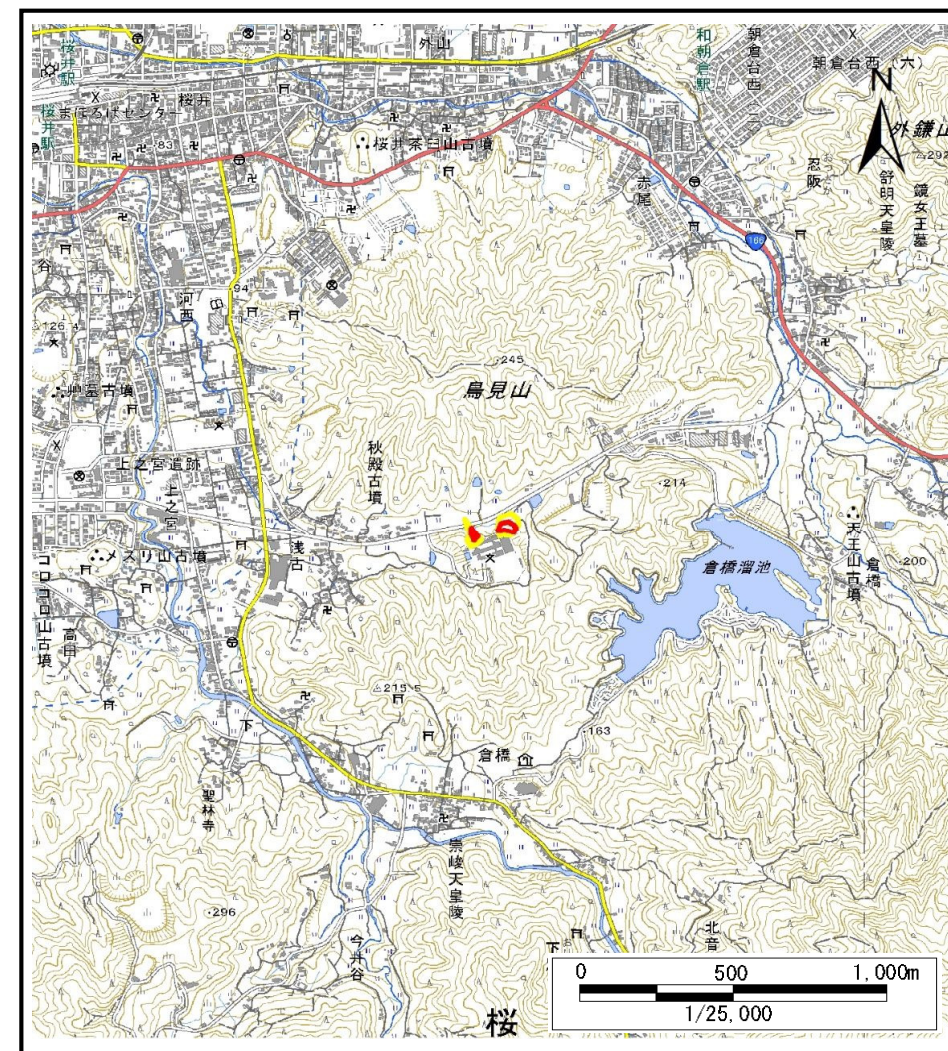 外山
桜井駅
桜井
まほろばセンター
桜井駅
83
桜井茶臼山古墳
和朝倉駅
朝倉台西
朝倉台西(六)
N
外鎌山
292
忍阪
舒明天皇陵
鏡女王墓
赤尾
166
谷
河西
94
126.4
艸墓古墳
245
鳥見山
上之宮遺跡
上之宮
秋殿古墳
浅古
214
メスリ山古墳
コロコロ山古墳
高田
倉橋溜池
天王山古墳
倉橋
200
215.5
下
163
倉橋
聖林寺
崇峻天皇陵
296
今井谷
北音
下
桜
0 500 1,000m
1/25,000